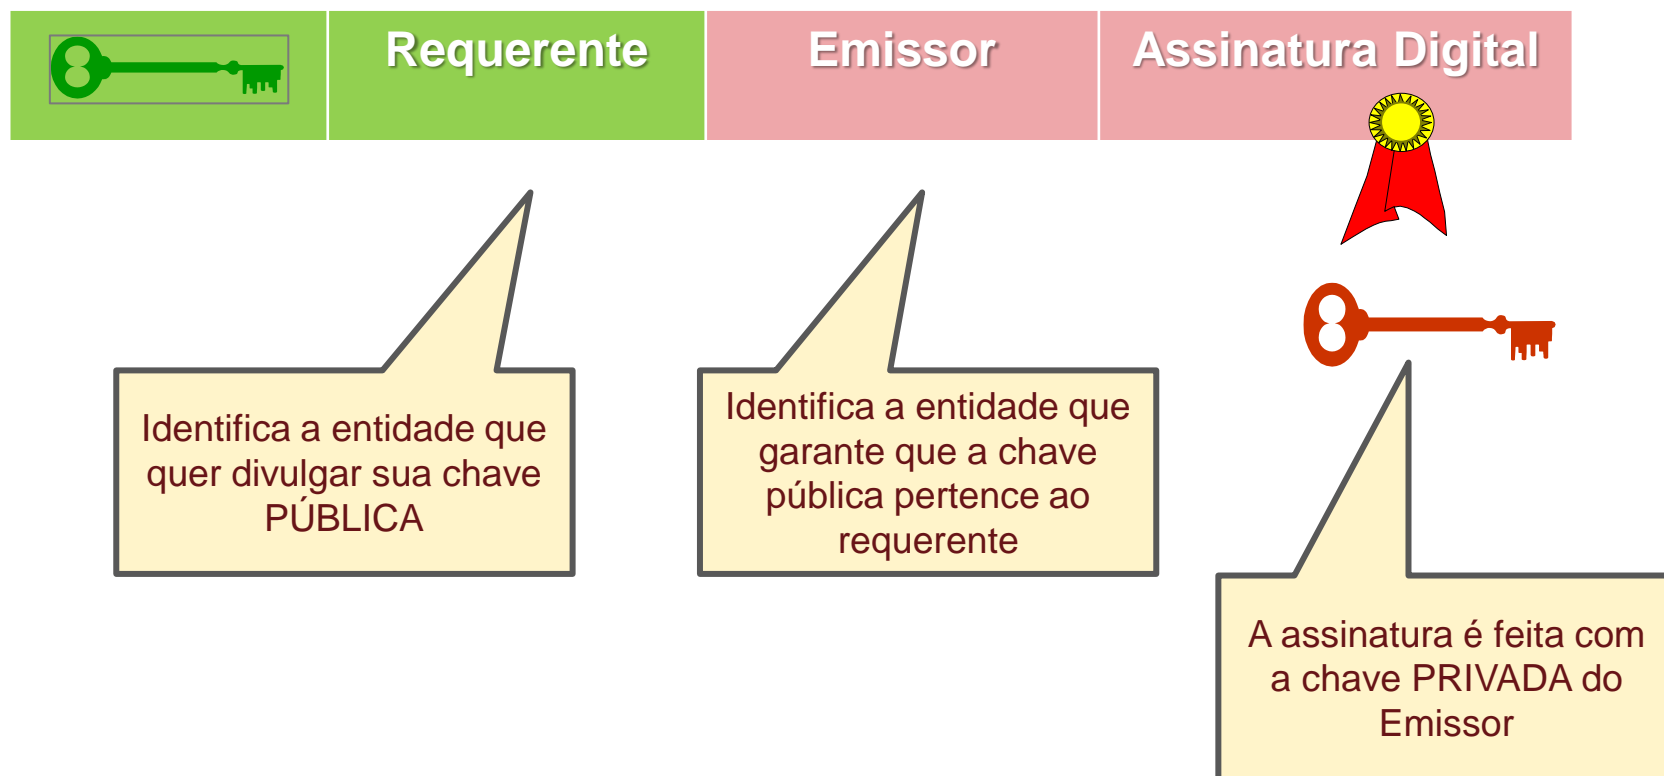 Requerente
Emissor
Assinatura Digital
Identifica a entidade que
quer divulgar sua chave
PÚBLICA
Identifica a entidade que
garante que a chave
pública pertence ao
requerente
A assinatura é feita com
a chave PRIVADA do
Emissor